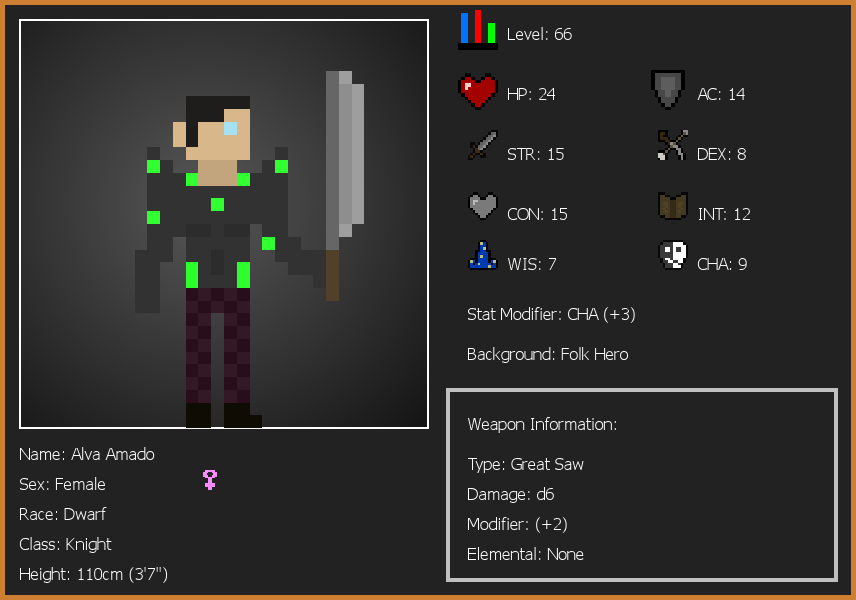 Level: 66
HP: 24
AC: 14
STR: 15
DEX: 8
CON: 15
INT: 12
WIS: 7
CHA: 9
Stat Modifier: CHA (+3)
Background: Folk Hero
Weapon Information:
Type: Great Saw
Damage: d6
Modifier: (+2)
Elemental: None
Name: Alva Amado
Sex: Female
Race: Dwarf
Class: Knight
Height: 110cm (3'7")